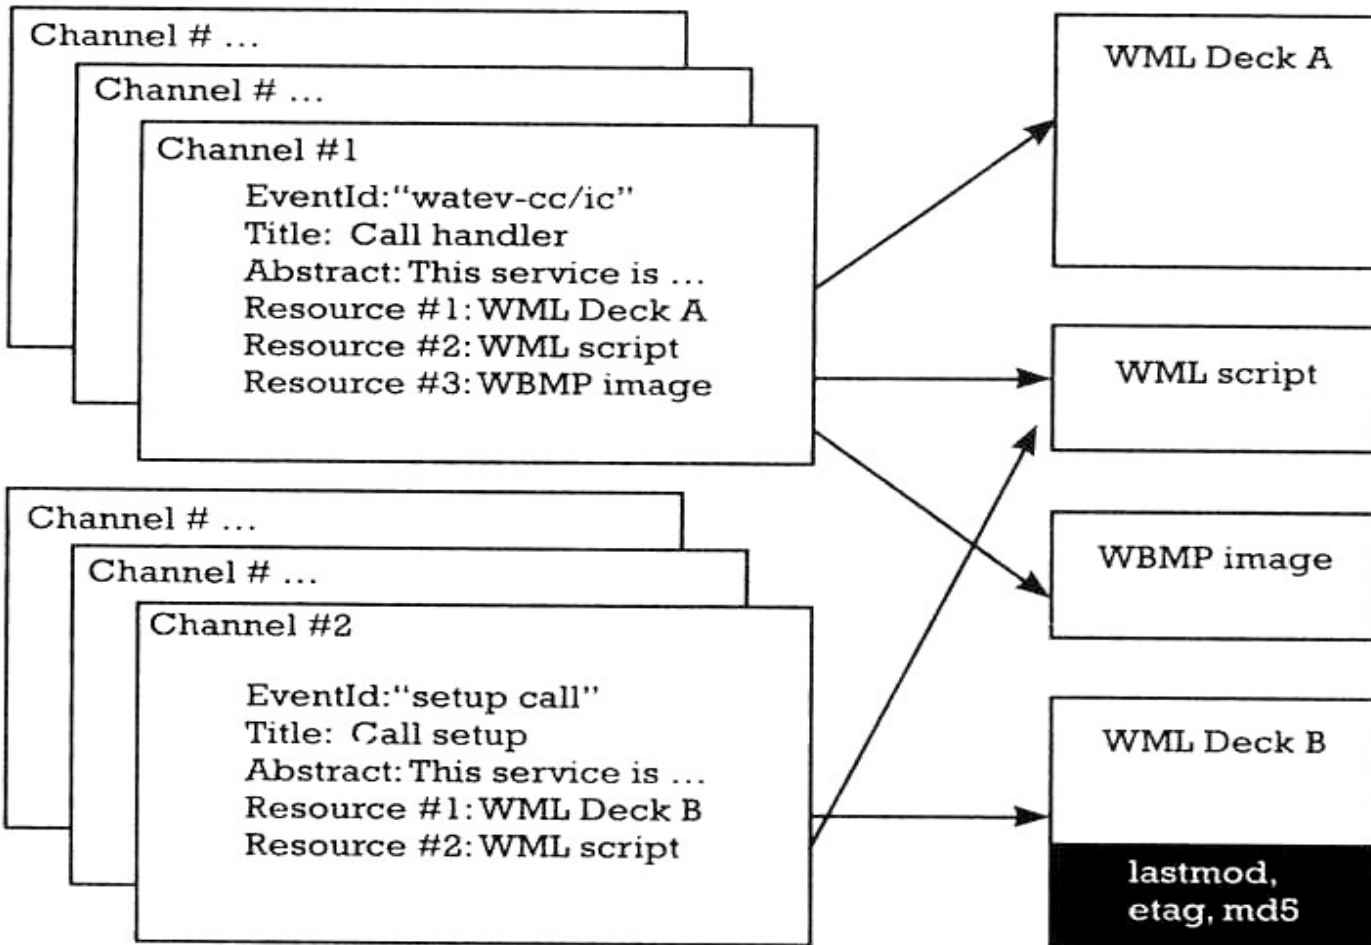 Channel # ...
Channel # ...
Channel #1
EventId:“watev-cc/ic”
Title: Call handler
Abstract: This service is ...
Resource #1: WML Deck A
Resource #2: WML script
Resource #3: WBMP image
Channel # ...
Channel # ...
Channel #2
EventId:“setup call”
Title: Call setup
Abstract: This service is ...
Resource #1: WML Deck B
Resource #2: WML script
WML Deck A
WML script
WBMP image
WML Deck B
lastmod,
etag, md5